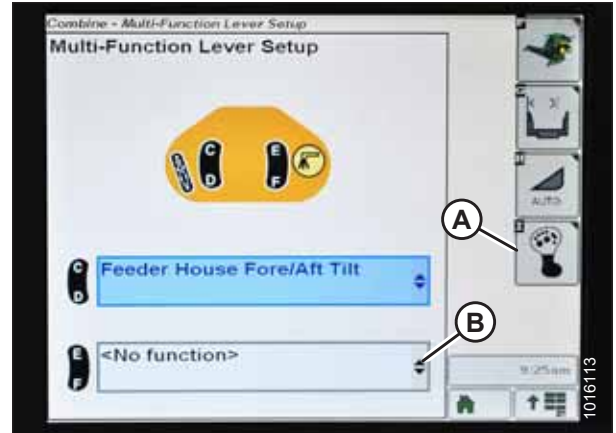 Combine - Multi-Function Lever Setup
Multi-Function Lever Setup
C
D
E
F
AUTO
A
C
D
Feeder House Fore/Aft Tilt
B
E
F
<No function>
9:25am
1016113